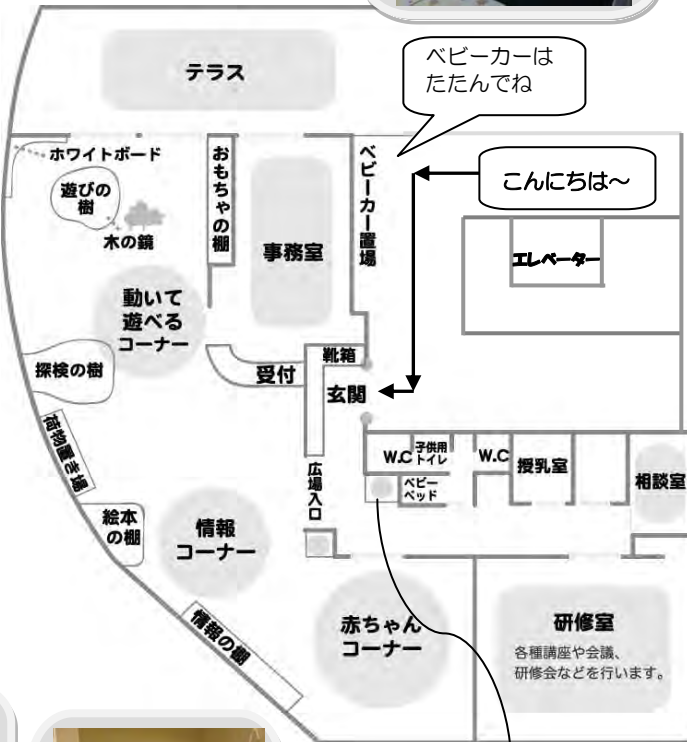 テラス
ベビーカーは
たたんでね
ホワイトボード
遊びの
樹
木の鏡
おもちゃの棚
事務室
ベビーカー置場
こんにちは～
エレベーター
動いて
遊べる
コーナー
探検の樹
受付
靴箱
玄関
荷物置き場
広場入口
W.C
子供用
トイレ
W.C
授乳室
相談室
ベビー
ベッド
絵本
の棚
情報
コーナー
情報の棚
赤ちゃん
コーナー
研修室
各種講座や会議、
研修会などを行います。